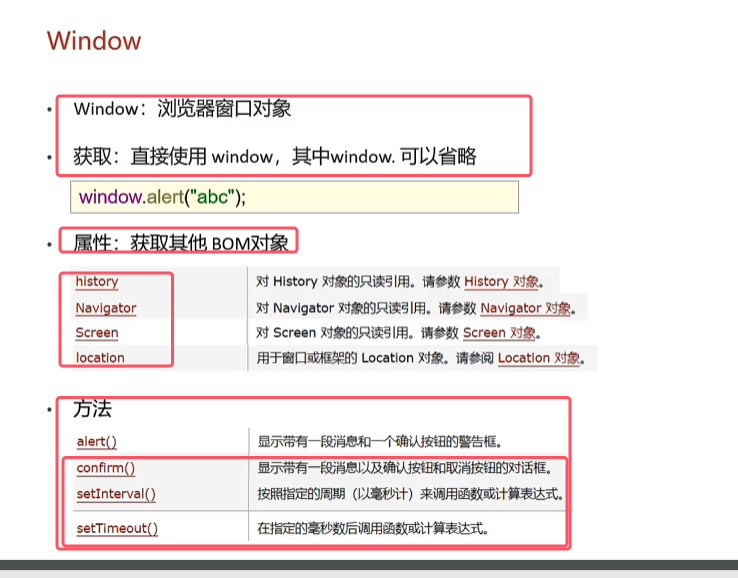 Window
• Window：浏览器窗口对象
• 获取：直接使用 window，其中window. 可以省略
window.alert("abc");
• 属性：获取其他 BOM对象
history 对 History 对象的只读引用。请参数 History 对象。
Navigator 对 Navigator 对象的只读引用。请参数 Navigator 对象。
Screen 对 Screen 对象的只读引用。请参数 Screen 对象。
location 用于窗口或框架的 Location 对象。请参阅 Location 对象。
• 方法
alert() 显示带有一段消息和一个确认按钮的警告框。
confirm() 显示带有一段消息以及确认按钮和取消按钮的对话框。
setInterval() 按照指定的周期（以毫秒计）来调用函数或计算表达式。
setTimeout() 在指定的毫秒数后调用函数或计算表达式。